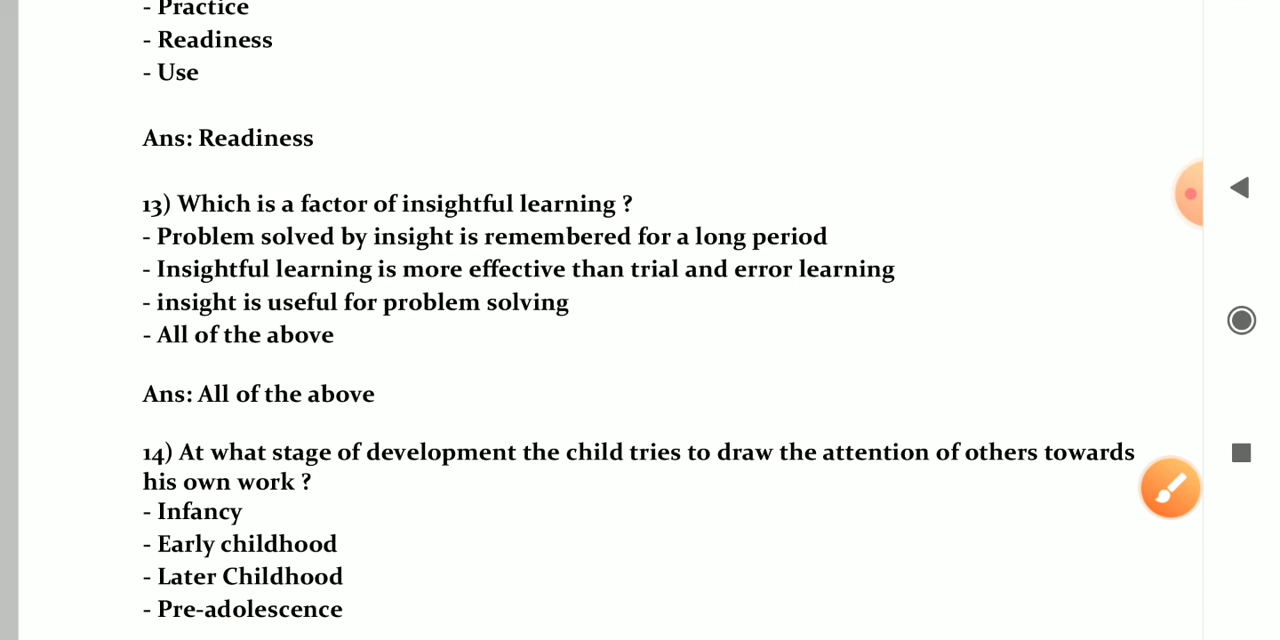 - Practice
- Readiness
- Use
Ans: Readiness
13) Which is a factor of insightful learning ?
- Problem solved by insight is remembered for a long period
- Insightful learning is more effective than trial and error learning
- insight is useful for problem solving
- All of the above
Ans: All of the above
14) At what stage of development the child tries to draw the attention of others towards
his own work ?
- Infancy
- Early childhood
- Later Childhood
- Pre-adolescence